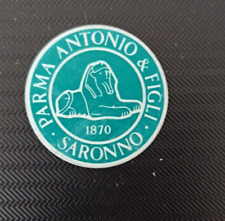 PARMA ANTONIO & FIGLI
1870
SARONNO